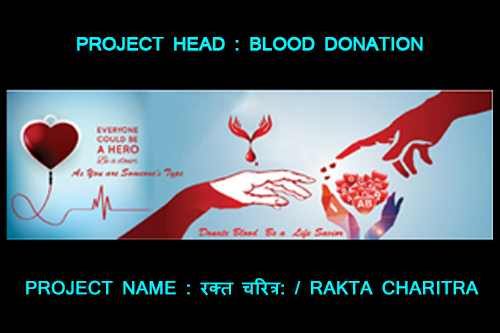 PROJECT HEAD : BLOOD DONATION
EVERYONE
COULD BE
A HERO
Be a donor
As You are Someone's Type
AB
Donate Blood Be a Life Savior
PROJECT NAME : रक्त चरित्र: / RAKTA CHARITRA